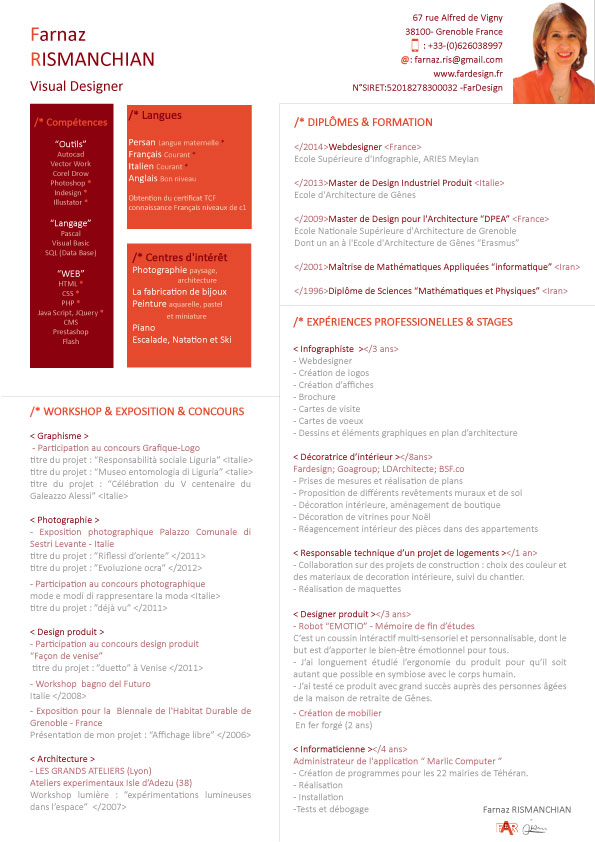 Farnaz
RISMANCHIAN
Visual Designer
67 rue Alfred de Vigny
38100- Grenoble France
: +33-(0)626038997
@: farnaz.ris@gmail.com
www.fardesign.fr
N°SIRET:52018278300032 -FarDesign
/* Compétences
"Outils"
Autocad
Vector Work
Corel Drow
Photoshop *
Indesign *
Illustator *
"Langage"
Pascal
Visual Basic
SQL (Data Base)
"WEB"
HTML *
CSS *
PHP *
Java Script, JQuery *
CMS
Prestashop
Flash
/* Langues
Persan Langue maternelle *
Français Courant *
Italien Courant *
Anglais Bon niveau
Obtention du certificat TCF
connaissance Français niveaux de c1
/* Centres d'intérêt
Photographie paysage,
architecture
La fabrication de bijoux
Peinture aquarelle, pastel
et miniature
Piano
Escalade, Natation et Ski
/* WORKSHOP & EXPOSITION & CONCOURS
< Graphisme >
- Participation au concours Grafique-Logo
titre du projet : "Responsabilità sociale Liguria" <Italie>
titre du projet : "Museo entomologia di Liguria" <Italie>
titre du projet : "Célébration du V centenaire du
Galeazzo Alessi" <Italie>
< Photographie >
- Exposition photographique Palazzo Comunale di
Sestri Levante - Italie
titre du projet : "Riflessi d'oriente" </2011>
titre du projet : "Evoluzione ocra" </2012>
- Participation au concours photographique
mode e modi di rappresentare la moda <Italie>
titre du projet : "déjà vu" </2011>
< Design produit >
- Participation au concours design produit
"Façon de venise"
titre du projet : "duetto" à Venise </2011>
- Workshop bagno del Futuro
Italie </2008>
- Exposition pour la Biennale de l'Habitat Durable de
Grenoble - France
Présentation de mon projet : "Affichage libre" </2006>
< Architecture >
- LES GRANDS ATELIERS (Lyon)
Ateliers experimentaux Isle d'Adezu (38)
Workshop lumière : "expérimentations lumineuses
dans l'espace" </2007>
/* DIPLÔMES & FORMATION
</2014>Webdesigner <France>
Ecole Supérieure d'Infographie, ARIES Meylan
</2013>Master de Design Industriel Produit <Italie>
Ecole d'Architecture de Gênes
</2009>Master de Design pour l'Architecture "DPEA" <France>
Ecole Nationale Supérieure d'Architecture de Grenoble
Dont un an à l'Ecole d'Architecture de Gênes "Erasmus"
</2001>Maîtrise de Mathématiques Appliquées "informatique" <Iran>
</1996>Diplôme de Sciences "Mathématiques et Physiques" <Iran>
/* EXPÉRIENCES PROFESSIONELLES & STAGES
< Infographiste ></3 ans>
- Webdesigner
- Création de logos
- Création d'affiches
- Brochure
- Cartes de visite
- Cartes de voeux
- Dessins et éléments graphiques en plan d'architecture
< Décoratrice d'intérieur ></8ans>
Fardesign; Goagroup; LDArchitecte; BSF.co
- Prises de mesures et réalisation de plans
- Proposition de différents revêtements muraux et de sol
- Décoration intérieure, aménagement de boutique
- Décoration de vitrines pour Noël
- Réagencement intérieur des pièces dans des appartements
< Responsable technique d'un projet de logements ></1 an>
- Collaboration sur des projets de construction : choix des couleur et
des materiaux de decoration intérieure, suivi du chantier.
- Réalisation de maquettes
< Designer produit ></3 ans>
- Robot "EMOTIO" - Mémoire de fin d'études
C'est un coussin intéractif multi-sensoriel et personnalisable, dont le
but est d'apporter le bien-être émotionnel pour tous.
- J'ai longuement étudié l'ergonomie du produit pour qu'il soit
autant que possible en symbiose avec le corps humain.
- J'ai testé ce produit avec grand succès auprès des personnes âgées
de la maison de retraite de Gênes.
- Création de mobilier
En fer forgé (2 ans)
< Informaticienne ></4 ans>
Administrateur de l'application " Marlic Computer "
- Création de programmes pour les 22 mairies de Téhéran.
- Réalisation
- Installation
-Tests et débogage
Farnaz RISMANCHIAN